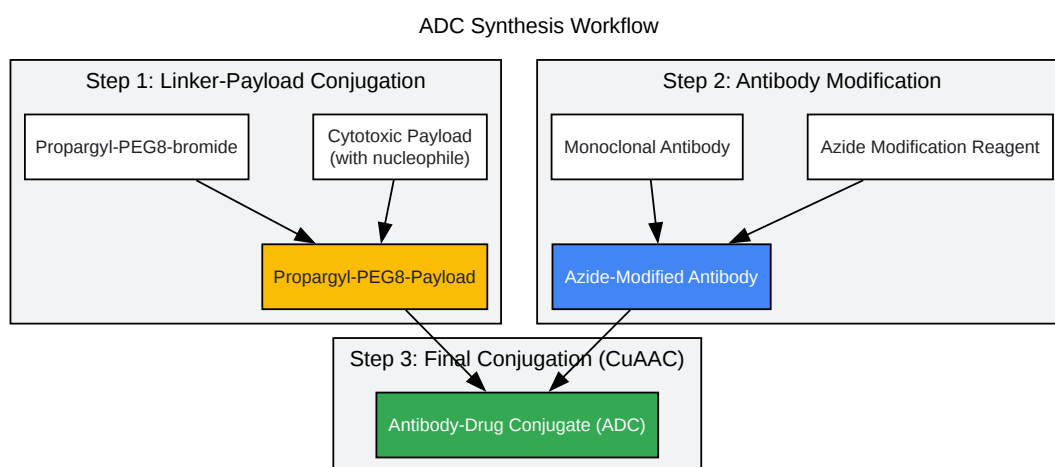 ADC Synthesis Workflow
Step 1: Linker-Payload Conjugation
Propargyl-PEG8-bromide
Cytotoxic Payload
(with nucleophile)
Propargyl-PEG8-Payload
Step 2: Antibody Modification
Monoclonal Antibody
Azide Modification Reagent
Azide-Modified Antibody
Step 3: Final Conjugation (CuAAC)
Antibody-Drug Conjugate (ADC)